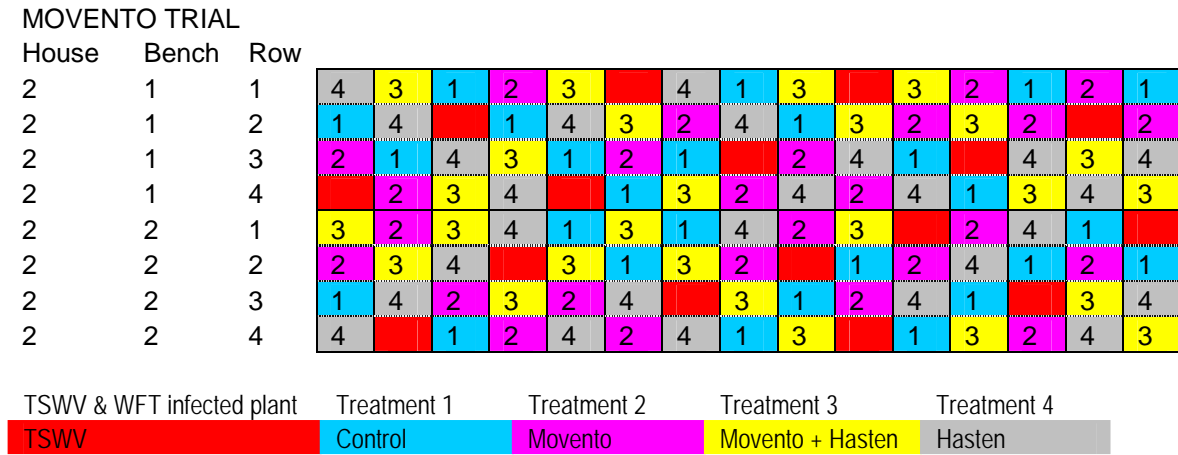 MOVENTO TRIAL
House Bench Row
2 1 1 4 3 1 2 3 4 1 3 3 2 1 2 1
2 1 2 1 4 1 4 3 2 4 1 3 2 3 2 2
2 1 3 2 1 4 3 1 2 1 2 4 1 4 3 4
2 1 4 2 3 4 1 3 2 4 2 4 1 3 4 3
2 2 1 3 2 3 4 1 3 1 4 2 3 2 4 1
2 2 2 2 3 4 3 1 3 2 1 2 4 1 2 1
2 2 3 1 4 2 3 2 4 3 1 2 4 1 3 4
2 2 4 4 1 2 4 2 4 1 3 1 3 2 4 3
TSWV & WFT infected plant Treatment 1 Treatment 2 Treatment 3 Treatment 4
TSWV Control Movento Movento + Hasten Hasten